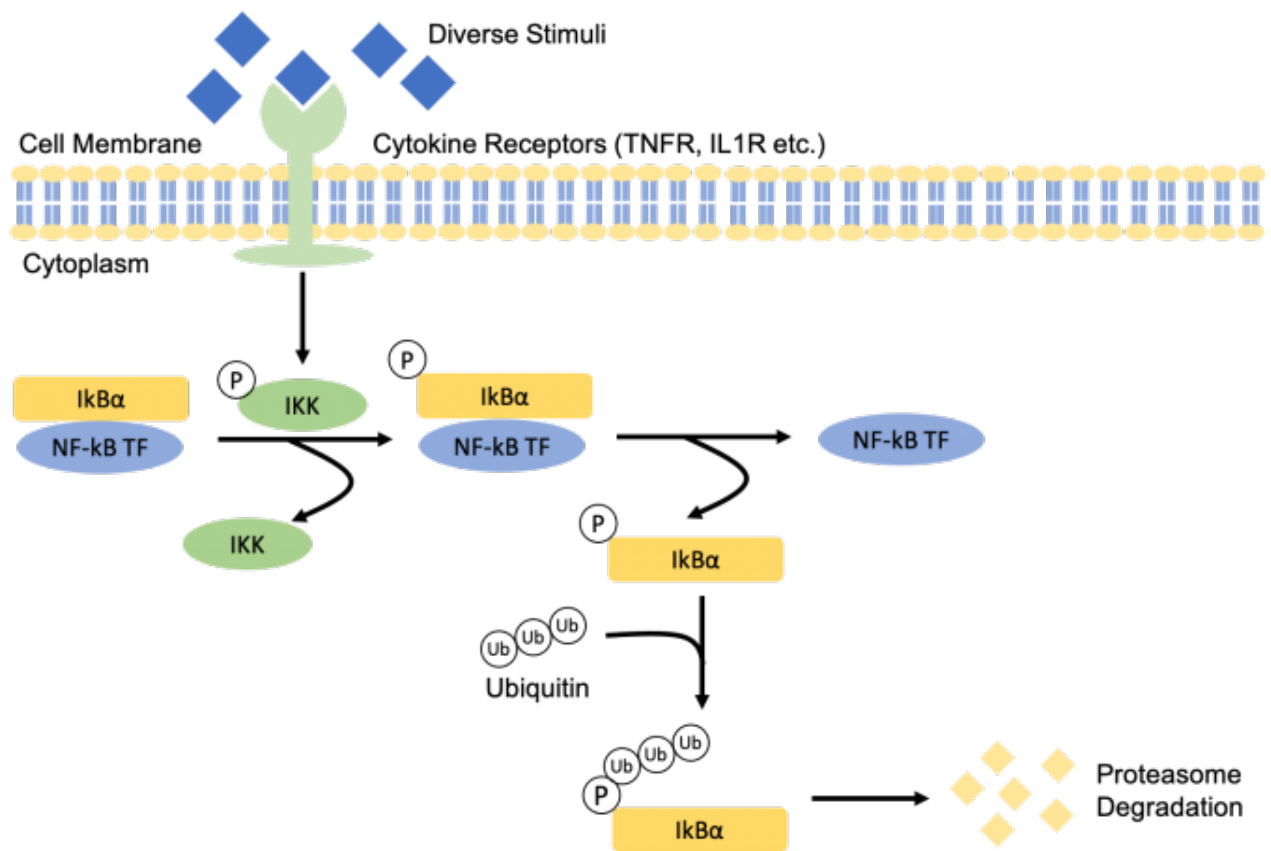 Diverse Stimuli
Cell Membrane
Cytokine Receptors (TNFR, IL1R etc.)
Cytoplasm
P
P
IkBα
IKK
IkBα
NF-kB TF
NF-kB TF
NF-kB TF
P
IKK
IkBα
Ub Ub Ub
Ubiquitin
Ub Ub Ub
P
IkBα
Proteasome
Degradation